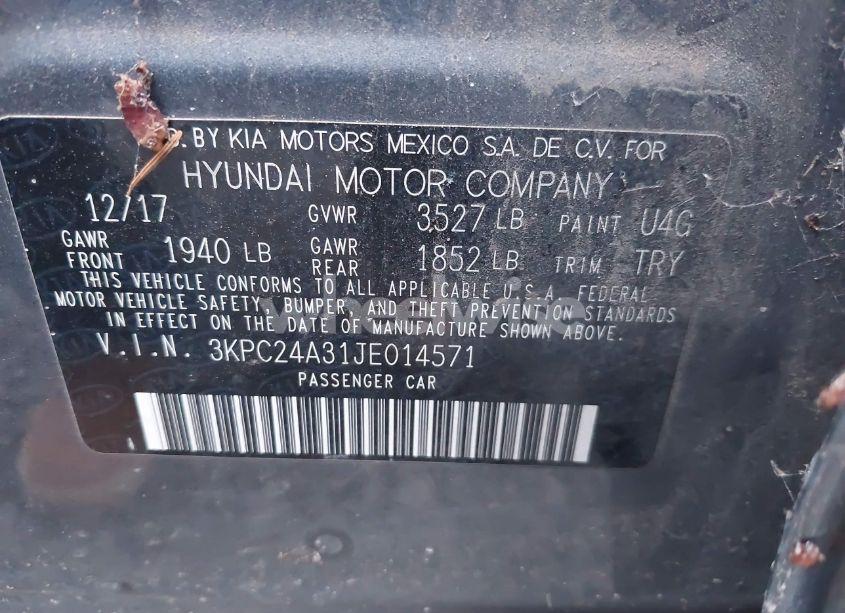 . BY KIA MOTORS MEXICO S.A. DE C.V. FOR
HYUNDAI MOTOR COMPANY
12/17 GVWR 3527 LB PAINT U4G
GAWR FRONT 1940 LB GAWR REAR 1852 LB TRIM TRY
THIS VEHICLE CONFORMS TO ALL APPLICABLE U.S.A. FEDERAL
MOTOR VEHICLE SAFETY, BUMPER, AND THEFT PREVENTION STANDARDS
IN EFFECT ON THE DATE OF MANUFACTURE SHOWN ABOVE.
V.I.N. 3KPC24A31JE014571
PASSENGER CAR